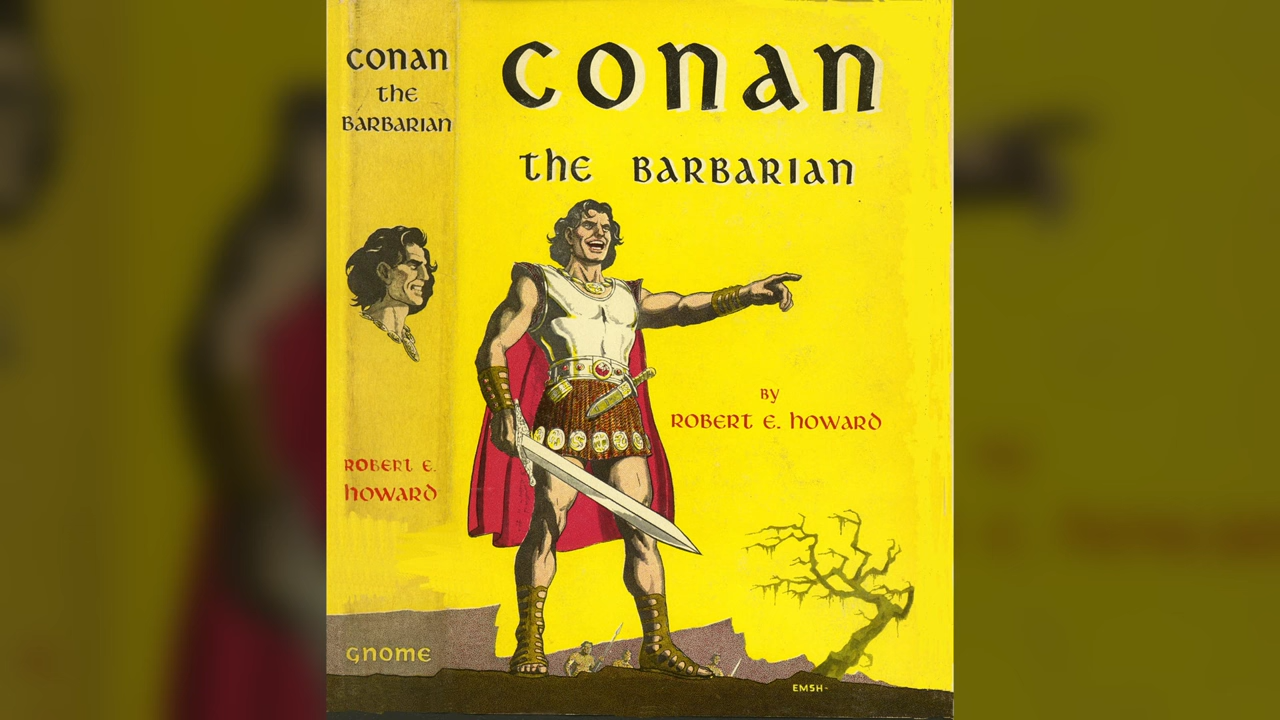 CONAN
THE
BARBARIAN
ROBERT E.
HOWARD
GNOME
CONAN
THE BARBARIAN
BY
ROBERT E. HOWARD
EMSH-